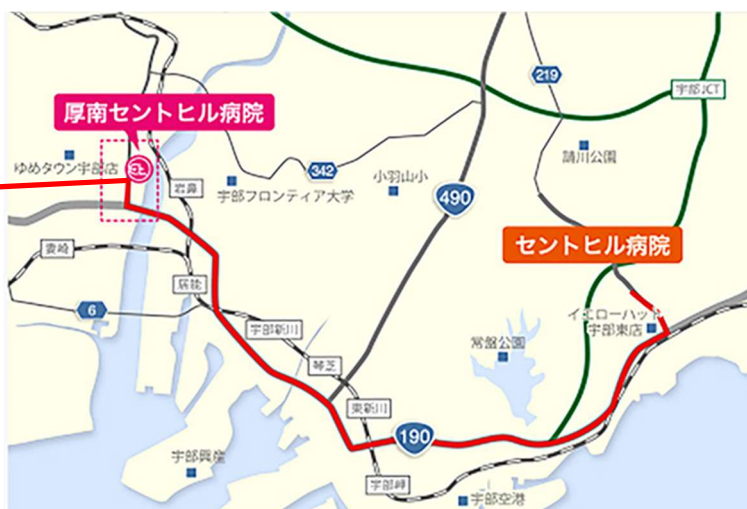 219
宇部JCT
厚南セントヒル病院
ゆめタウン宇部店
岩鼻
342
宇部フロンティア大学
小羽山小
請川公園
490
セントヒル病院
雲崎
居能
6
宇部新川
イエローハット
宇部東店
常盤公園
琴芝
東新川
190
宇部興産
宇部岬
宇部空港